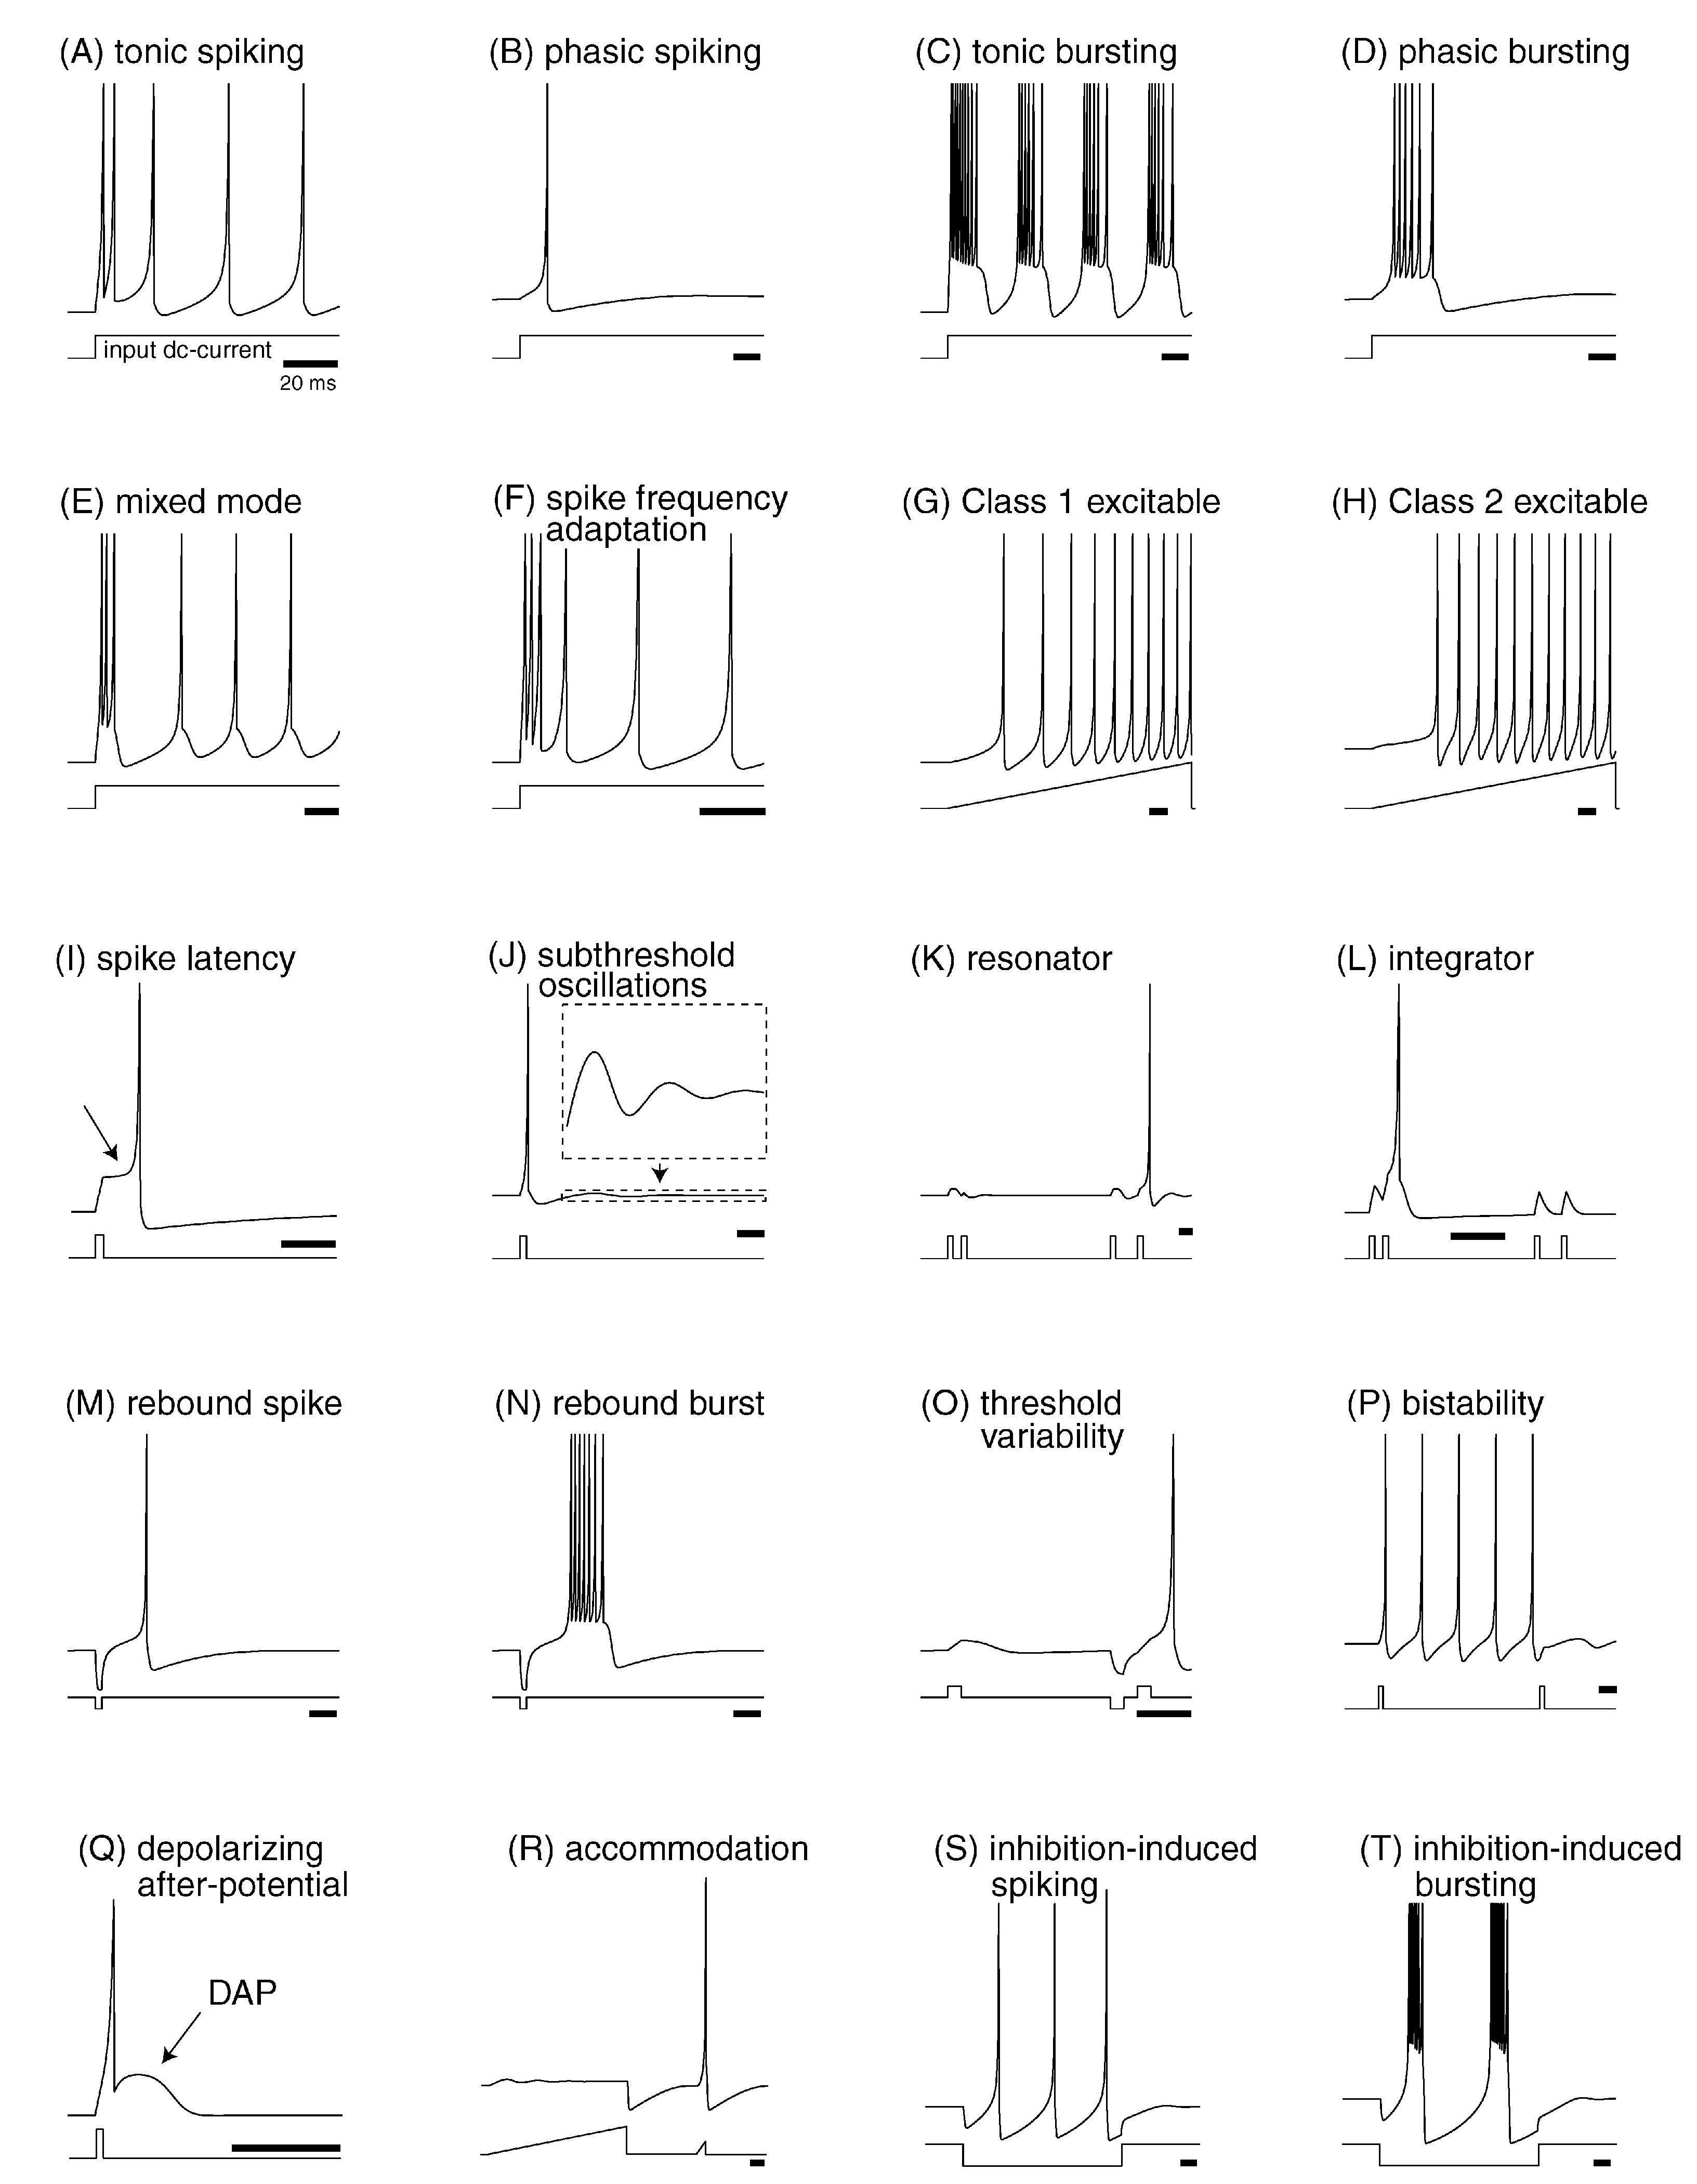 (A) tonic spiking
(B) phasic spiking
(C) tonic bursting
(D) phasic bursting
input dc-current
20 ms
(E) mixed mode
(F) spike frequency
adaptation
(G) Class 1 excitable
(H) Class 2 excitable
(I) spike latency
(J) subthreshold
oscillations
(K) resonator
(L) integrator
(M) rebound spike
(N) rebound burst
(O) threshold
variability
(P) bistability
(Q) depolarizing
after-potential
DAP
(R) accommodation
(S) inhibition-induced
spiking
(T) inhibition-induced
bursting